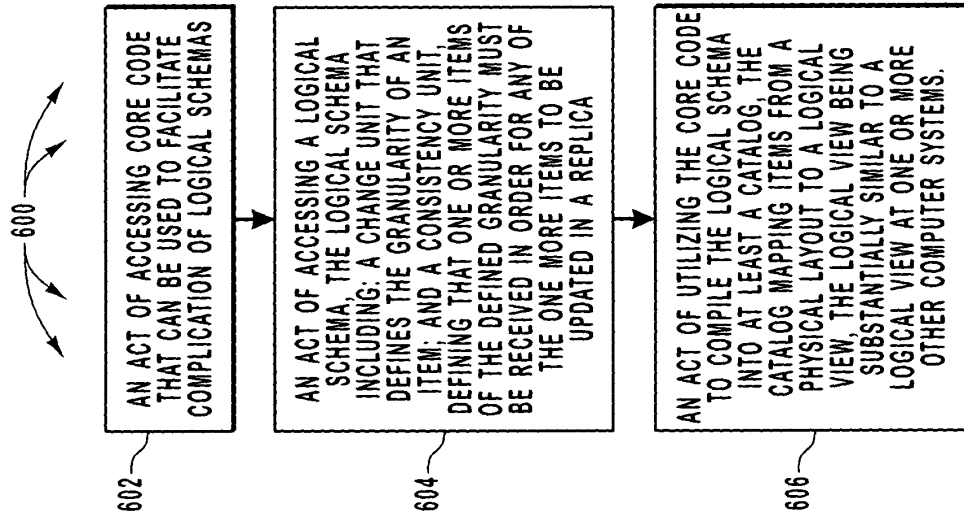 600
602
AN ACT OF ACCESSING CORE CODE
THAT CAN BE USED TO FACILITATE
COMPLICATION OF LOGICAL SCHEMAS
604
AN ACT OF ACCESSING A LOGICAL
SCHEMA, THE LOGICAL SCHEMA
INCLUDING: A CHANGE UNIT THAT
DEFINES THE GRANULARITY OF AN
ITEM; AND A CONSISTENCY UNIT,
DEFINING THAT ONE OR MORE ITEMS
OF THE DEFINED GRANULARITY MUST
BE RECEIVED IN ORDER FOR ANY OF
THE ONE MORE ITEMS TO BE
UPDATED IN A REPLICA
606
AN ACT OF UTILIZING THE CORE CODE
TO COMPILE THE LOGICAL SCHEMA
INTO AT LEAST A CATALOG, THE
CATALOG MAPPING ITEMS FROM A
PHYSICAL LAYOUT TO A LOGICAL
VIEW, THE LOGICAL VIEW BEING
SUBSTANTIALLY SIMILAR TO A
LOGICAL VIEW AT ONE OR MORE
OTHER COMPUTER SYSTEMS.